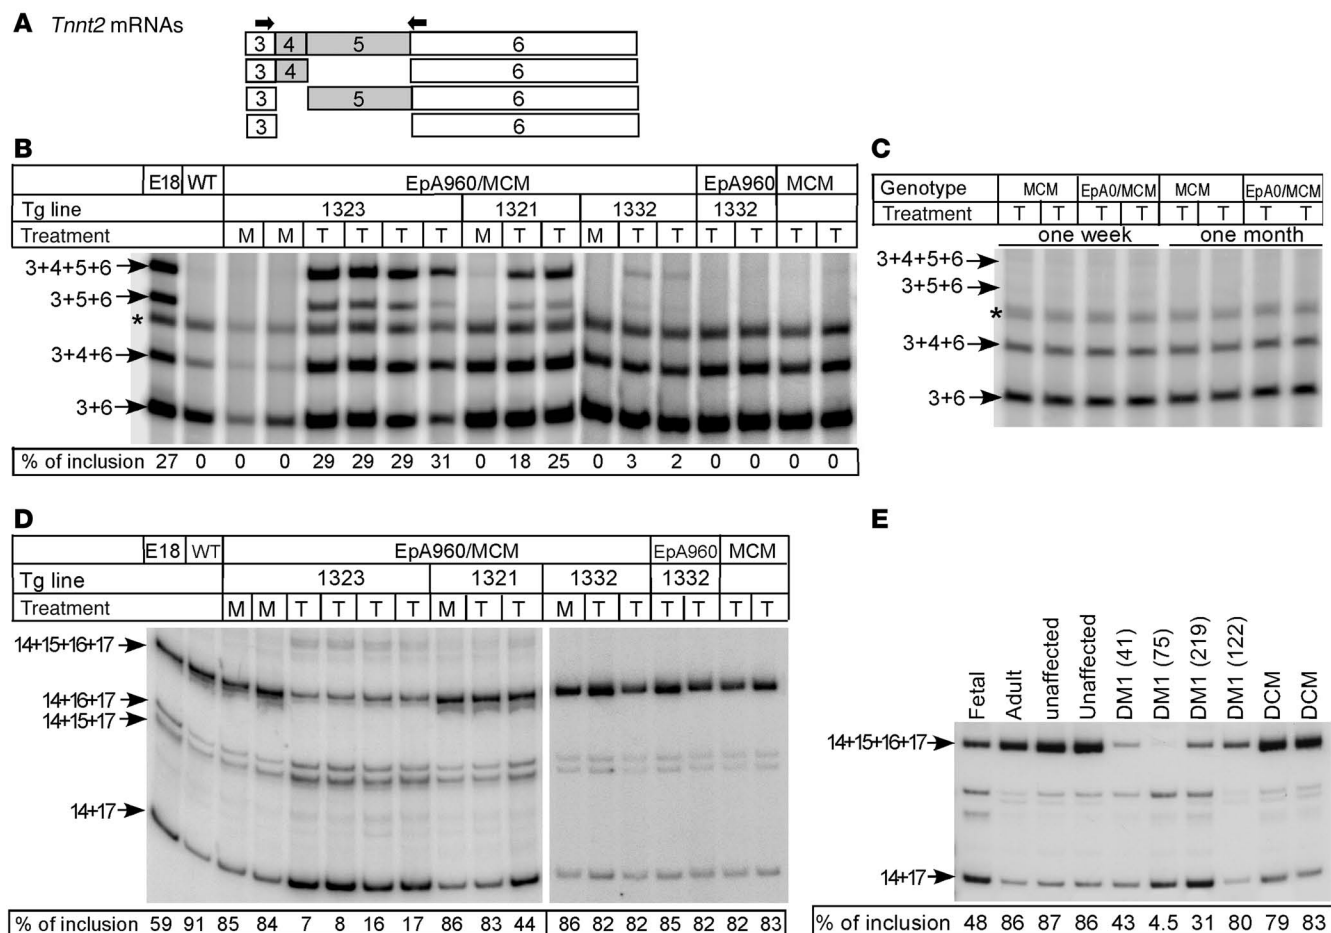 A Tnnt2 mRNAs
3 4 5 6
3 4 6
3 5 6
3 6
B
E18 WT EpA960/MCM EpA960 MCM
Tg line 1323 1321 1332 1332
Treatment M M T T T T M T T M T T T T T T
3+4+5+6
3+5+6
*
3+4+6
3+6
% of inclusion 27 0 0 0 29 29 29 31 0 18 25 0 3 2 0 0 0 0
C
Genotype MCM EpA0/MCM MCM EpA0/MCM
Treatment T T T T T T T T
one week one month
3+4+5+6
3+5+6
*
3+4+6
3+6
D
E18 WT EpA960/MCM EpA960 MCM
Tg line 1323 1321 1332 1332
Treatment M M T T T T M T T M T T T T T T
14+15+16+17
14+16+17
14+15+17
14+17
% of inclusion 59 91 85 84 7 8 16 17 86 83 44 86 82 82 85 82 82 83
E
Fetal Adult unaffected Unaffected DM1 (41) DM1 (75) DM1 (219) DM1 (122) DCM DCM
14+15+16+17
14+17
% of inclusion 48 86 87 86 43 4.5 31 80 79 83